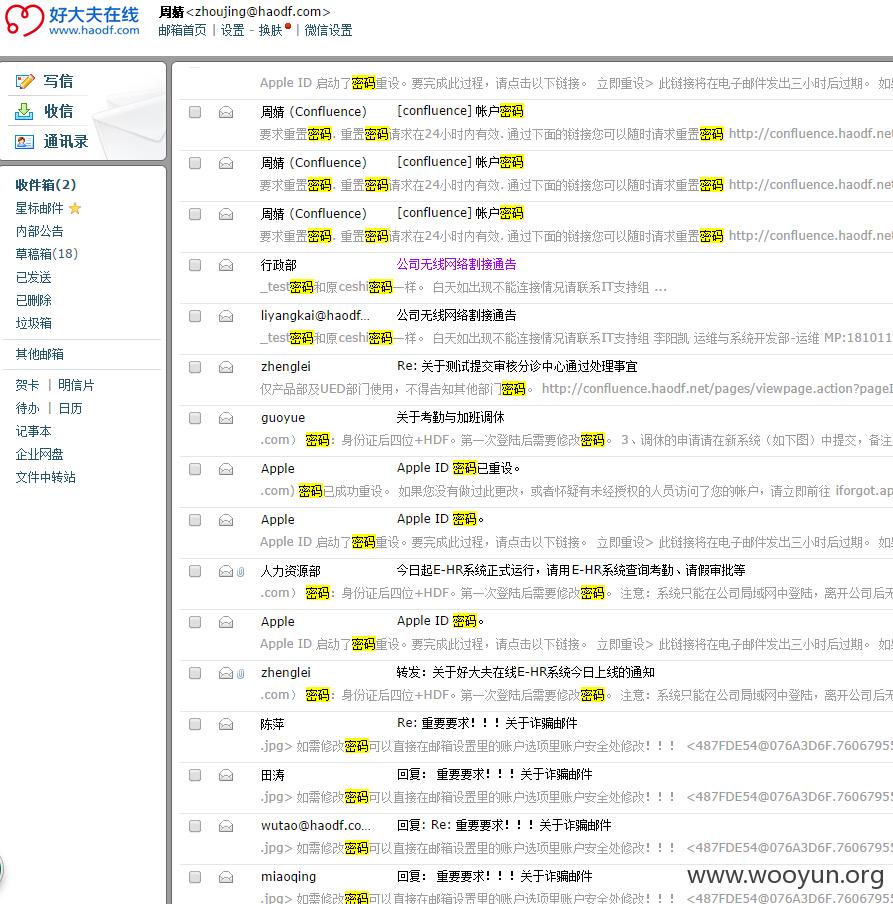 好大夫在线
www.haodf.com
周婧<zhoujing@haodf.com>
邮箱首页 | 设置 - 换肤 | 微信设置
写信
收信
通讯录
收件箱(2)
星标邮件
内部公告
草稿箱(18)
已发送
已删除
垃圾箱
其他邮箱
贺卡 | 明信片
待办 | 日历
记事本
企业网盘
文件中转站
Apple ID 启动了密码重设。要完成此过程，请点击以下链接。 立即重设> 此链接将在电子邮件发出三小时后过期。 如
周婧 (Confluence) [confluence] 帐户密码
要求重置密码. 重置密码请求在24小时内有效. 通过下面的链接您可以随时请求重置密码 http://confluence.haodf.net
周婧 (Confluence) [confluence] 帐户密码
要求重置密码. 重置密码请求在24小时内有效. 通过下面的链接您可以随时请求重置密码 http://confluence.haodf.net
周婧 (Confluence) [confluence] 帐户密码
要求重置密码. 重置密码请求在24小时内有效. 通过下面的链接您可以随时请求重置密码 http://confluence.haodf.net
行政部 公司无线网络割接通告
_test密码和原ceshi密码一样。 白天如出现不能连接情况请联系IT支持组 ...
liyangkai@haodf... 公司无线网络割接通告
_test密码和原ceshi密码一样。 白天如出现不能连接情况请联系IT支持组 李阳凯 运维与系统开发部-运维 MP:181011
zhenglei Re: 关于测试提交审核分诊中心通过处理事宜
仅产品部及UED部门使用，不得告知其他部门密码。 http://confluence.haodf.net/pages/viewpage.action?pageI
guoyue 关于考勤与加班调休
.com） 密码：身份证后四位+HDF。第一次登陆后需要修改密码。 3、调休的申请请在新系统（如下图）中提交，备注
Apple Apple ID 密码已重设。
.com) 密码已成功重设。 如果您没有做过此更改，或者怀疑有未经授权的人员访问了您的帐户，请立即前往 iforgot.ap
Apple Apple ID 密码。
Apple ID 启动了密码重设。要完成此过程，请点击以下链接。 立即重设> 此链接将在电子邮件发出三小时后过期。 如
人力资源部 今日起E-HR系统正式运行，请用E-HR系统查询考勤、请假审批等
.com） 密码：身份证后四位+HDF。第一次登陆后需要修改密码。 注意：系统只能在公司局域网中登陆，离开公司后无
Apple Apple ID 密码。
Apple ID 启动了密码重设。要完成此过程，请点击以下链接。 立即重设> 此链接将在电子邮件发出三小时后过期。 如
zhenglei 转发：关于好大夫在线E-HR系统今日上线的通知
.com） 密码：身份证后四位+HDF。第一次登陆后需要修改密码。 注意：系统只能在公司局域网中登陆，离开公司后无
陈萍 Re: 重要要求！！！关于诈骗邮件
.jpg> 如需修改密码可以直接在邮箱设置里的账户选项里账户安全处修改！！！ <487FDE54@076A3D6F.7606795
田涛 回复： 重要要求！！！关于诈骗邮件
.jpg> 如需修改密码可以直接在邮箱设置里的账户选项里账户安全处修改！！！ <487FDE54@076A3D6F.7606795
wutao@haodf.co... 回复: Re: 重要要求！！！关于诈骗邮件
.jpg> 如需修改密码可以直接在邮箱设置里的账户选项里账户安全处修改！！！ <487FDE54@076A3D6F.7606795
miaoqing 回复： 重要要求！！！关于诈骗邮件
.jpg> 如需修改密码可以直接在邮箱设置里的账户选项里账户安全处修改！！！ <487FDE54@076A3D6F.7606795
www.wooyun.org